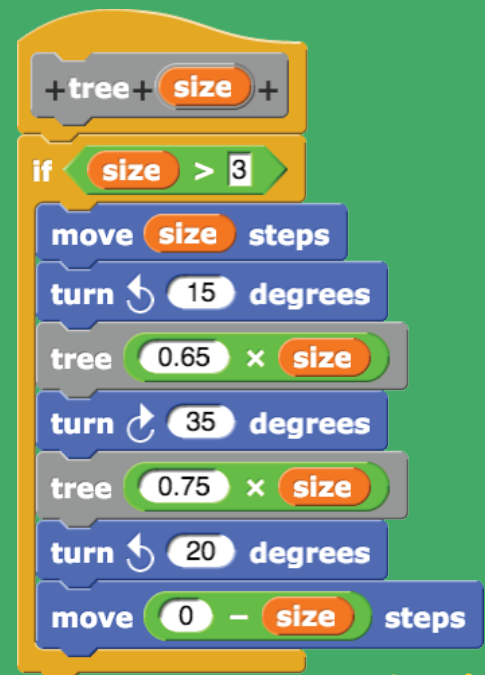 +tree+ size +
if size > 3
move size steps
turn 15 degrees
tree 0.65 × size
turn 35 degrees
tree 0.75 × size
turn 20 degrees
move 0 − size steps